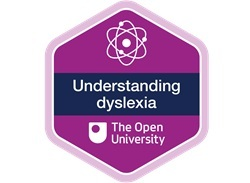 Understanding
dyslexia
The Open
University